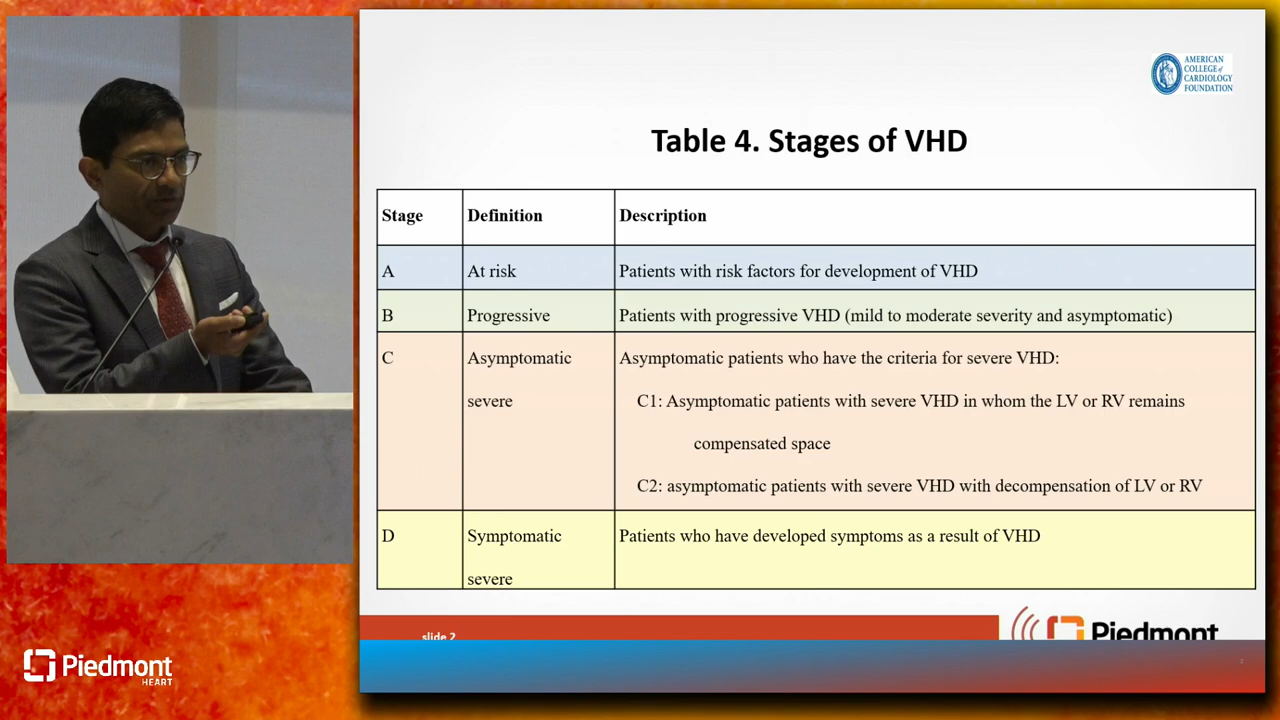 AMERICAN
COLLEGE of
CARDIOLOGY
FOUNDATION
Table 4. Stages of VHD
Stage Definition Description
A At risk Patients with risk factors for development of VHD
B Progressive Patients with progressive VHD (mild to moderate severity and asymptomatic)
C Asymptomatic Asymptomatic patients who have the criteria for severe VHD:
severe C1: Asymptomatic patients with severe VHD in whom the LV or RV remains
compensated space
C2: asymptomatic patients with severe VHD with decompensation of LV or RV
D Symptomatic Patients who have developed symptoms as a result of VHD
severe
slide 2
Piedmont
2
Piedmont
HEART